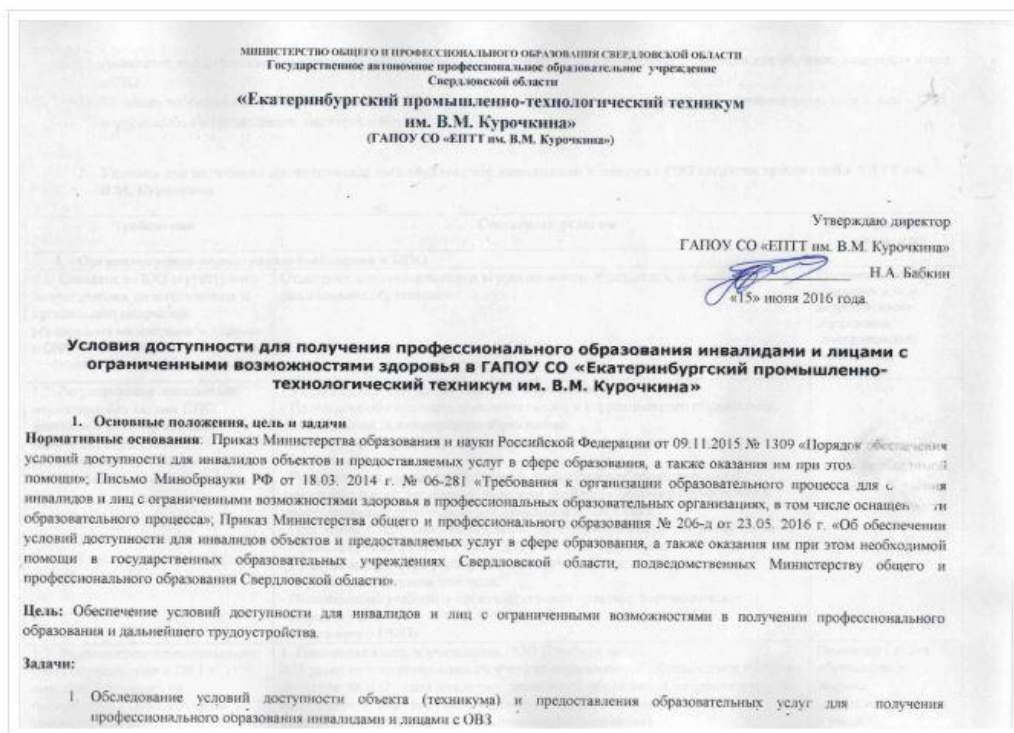 МИНИСТЕРСТВО ОБЩЕГО И ПРОФЕССИОНАЛЬНОГО ОБРАЗОВАНИЯ СВЕРДЛОВСКОЙ ОБЛАСТИ
Государственное автономное профессиональное образовательное учреждение
Свердловской области
«Екатеринбургский промышленно-технологический техникум
им. В.М. Курочкина»
(ГАПОУ СО «ЕПТТ им. В.М. Курочкина»)
Утверждаю директор
ГАПОУ СО «ЕПТТ им. В.М. Курочкина»
Н.А. Бабкин
«15» июня 2016 года.
Условия доступности для получения профессионального образования инвалидами и лицами с
ограниченными возможностями здоровья в ГАПОУ СО «Екатеринбургский промышленно-
технологический техникум им. В.М. Курочкина»
1. Основные положения, цель и задачи
Нормативные основания: Приказ Министерства образования и науки Российской Федерации от 09.11.2015 № 1309 «Порядок обеспечения
условий доступности для инвалидов объектов и предоставляемых услуг в сфере образования, а также оказания им при этом
помощи»; Письмо Минобрнауки РФ от 18.03. 2014 г. № 06-281 «Требования к организации образовательного процесса для
инвалидов и лиц с ограниченными возможностями здоровья в профессиональных образовательных организациях, в том числе
образовательного процесса»; Приказ Министерства общего и профессионального образования № 206-д от 23.05. 2016 г. «Об обеспечении
условий доступности для инвалидов объектов и предоставляемых услуг в сфере образования, а также оказания им при этом необходимой
помощи в государственных образовательных учреждениях Свердловской области, подведомственных Министерству общего и
профессионального образования Свердловской области».
Цель: Обеспечение условий доступности для инвалидов и лиц с ограниченными возможностями в получении профессионального
образования и дальнейшего трудоустройства.
Задачи:
1. Обследование условий доступности объекта (техникума) и предоставления образовательных услуг для получения
профессионального образования инвалидами и лицами с ОВЗ